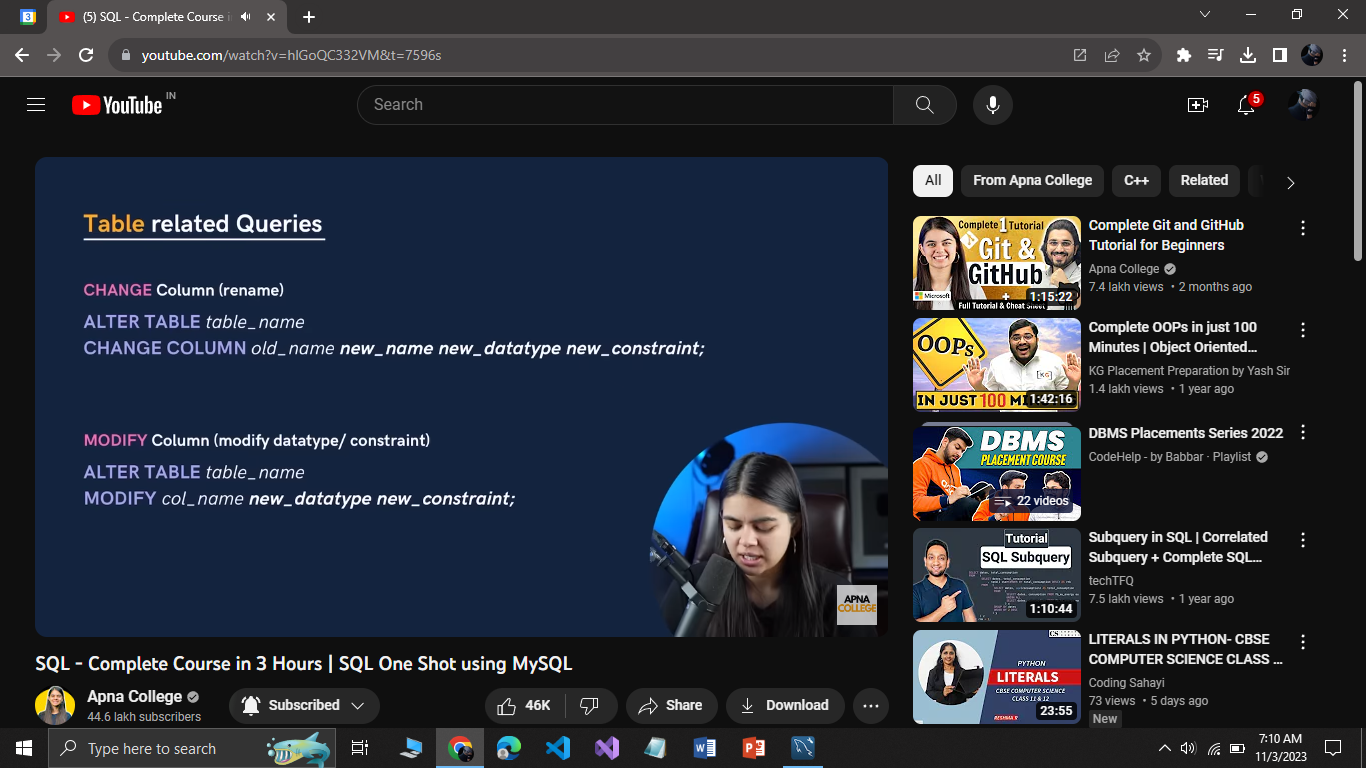 3
(5) SQL - Complete Course i
youtube.com/watch?v=hlGoQC332VM&t=7596s
YouTube IN
Search
5
Table related Queries
CHANGE Column (rename)
ALTER TABLE table_name
CHANGE COLUMN old_name new_name new_datatype new_constraint;
MODIFY Column (modify datatype/ constraint)
ALTER TABLE table_name
MODIFY col_name new_datatype new_constraint;
APNA
COLLEGE
SQL - Complete Course in 3 Hours | SQL One Shot using MySQL
Apna College
44.6 lakh subscribers
Subscribed
46K
Share
Download
All
From Apna College
C++
Related
Complete 1 Tutorial
Git &
GitHub
Microsoft
+
Full Tutorial & Cheat Sheet
1:15:22
Complete Git and GitHub
Tutorial for Beginners
Apna College
7.4 lakh views • 2 months ago
OOPs
[KG]
IN JUST 100
1:42:16
Complete OOPs in just 100
Minutes | Object Oriented…
KG Placement Preparation by Yash Sir
1.4 lakh views • 1 year ago
DBMS
PLACEMENT COURSE
22 videos
DBMS Placements Series 2022
CodeHelp - by Babbar · Playlist
Tutorial
SQL Subquery
1:10:44
Subquery in SQL | Correlated
Subquery + Complete SQL…
techTFQ
7.5 lakh views • 1 year ago
CS
PYTHON
LITERALS
CBSE COMPUTER SCIENCE
CLASS 11 & 12
RESHMA R
23:55
LITERALS IN PYTHON- CBSE
COMPUTER SCIENCE CLASS …
Coding Sahayi
73 views • 5 days ago
New
Type here to search
7:10 AM
11/3/2023